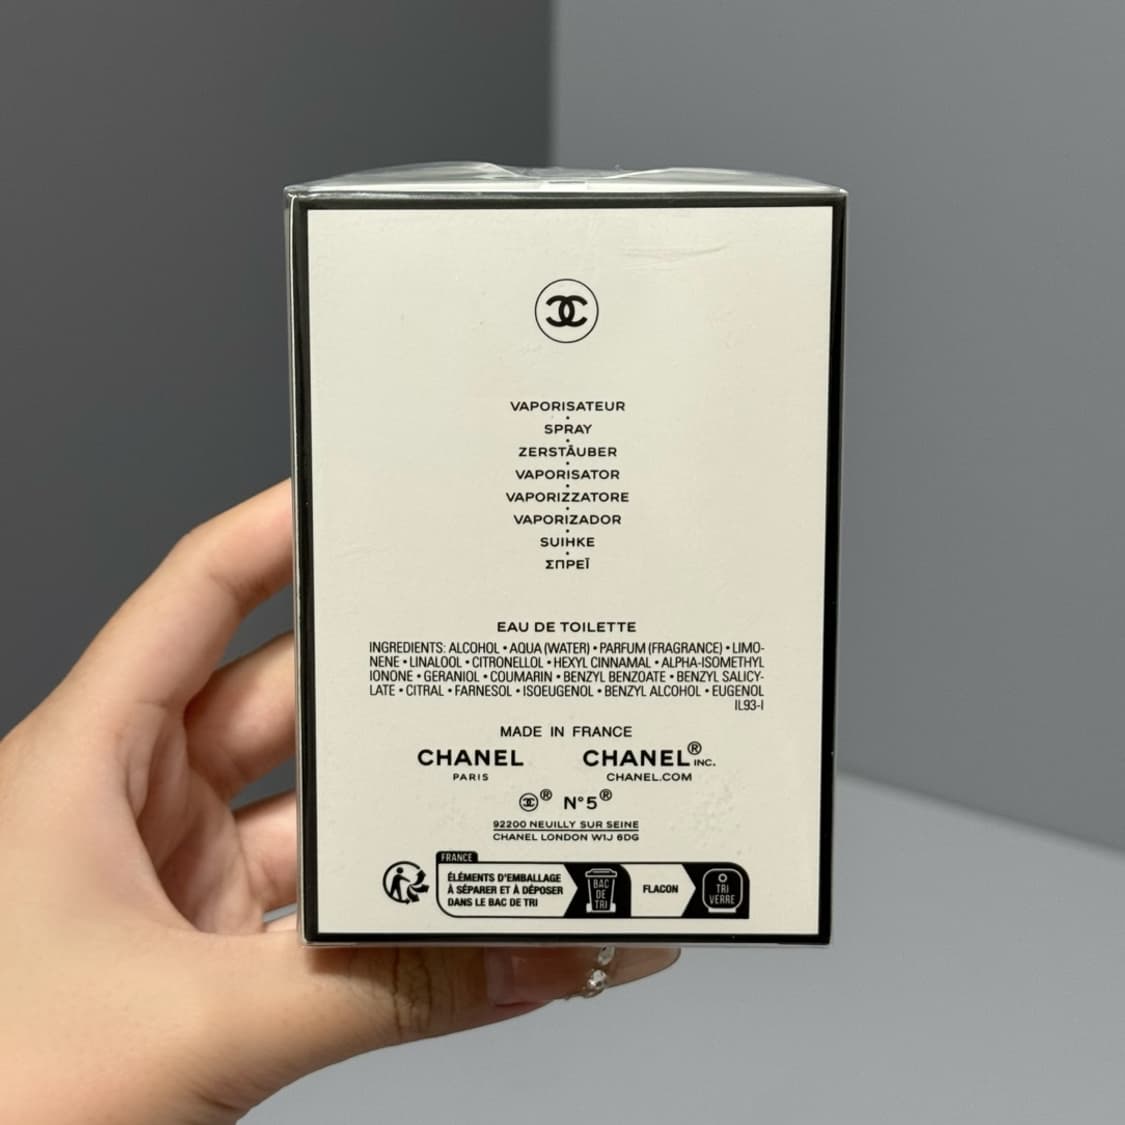 VAPORISATEUR
•
SPRAY
•
ZERSTÄUBER
•
VAPORISATOR
•
VAPORIZZATORE
•
VAPORIZADOR
•
SUIHKE
•
ΣΠΡΕΪ
EAU DE TOILETTE
INGREDIENTS: ALCOHOL • AQUA (WATER) • PARFUM (FRAGRANCE) • LIMO-
NENE • LINALOOL • CITRONELLOL • HEXYL CINNAMAL • ALPHA-ISOMETHYL
IONONE • GERANIOL • COUMARIN • BENZYL BENZOATE • BENZYL SALICY-
LATE • CITRAL • FARNESOL • ISOEUGENOL • BENZYL ALCOHOL • EUGENOL
IL93-I
MADE IN FRANCE
CHANEL CHANEL® INC.
PARIS CHANEL.COM
® N°5®
92200 NEUILLY SUR SEINE
CHANEL LONDON W1J 6DG
FRANCE
ÉLÉMENTS D'EMBALLAGE
À SÉPARER ET À DÉPOSER
DANS LE BAC DE TRI
BAC
DE
TRI
FLACON
TRI
VERRE